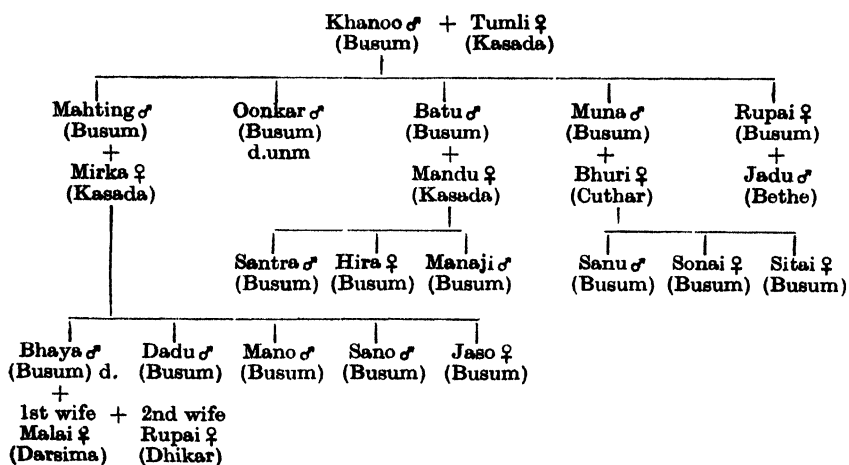 Khanoo ♂ + Tumli ♀
(Busum) (Kasada)
Mahting ♂ Oonkar ♂ Batu ♂ Muna ♂ Rupai ♀
(Busum) (Busum) (Busum) (Busum) (Busum)
+ d.unm + + +
Mirka ♀ Mandu ♀ Bhuri ♀ Jadu ♂
(Kasada) (Kasada) (Cuthar) (Bethe)
Santra ♂ Hira ♀ Manaji ♂ Sanu ♂ Sonai ♀ Sitai ♀
(Busum) (Busum) (Busum) (Busum) (Busum) (Busum)
Bhaya ♂ Dadu ♂ Mano ♂ Sano ♂ Jaso ♀
(Busum) d. (Busum) (Busum) (Busum) (Busum)
+
1st wife + 2nd wife
Malai ♀ Rupai ♀
(Darsima) (Dhikar)